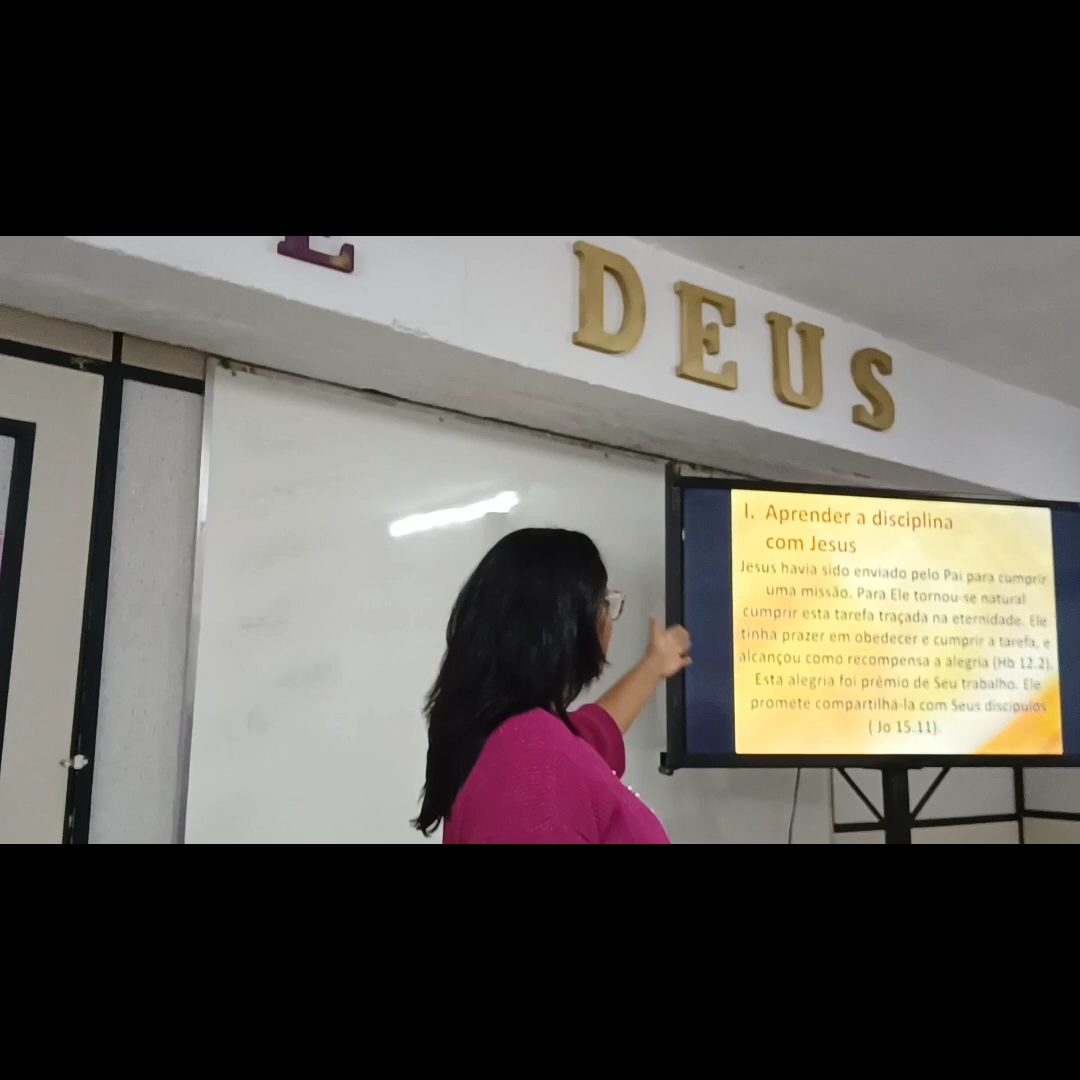 E DEUS
I. Aprender a disciplina
com Jesus
Jesus havia sido enviado pelo Pai para cumprir
uma missão. Para Ele tornou-se natural
cumprir esta tarefa traçada na eternidade. Ele
tinha prazer em obedecer e cumprir a tarefa, e
alcançou como recompensa a alegria (Hb 12.2).
Esta alegria foi prêmio de Seu trabalho. Ele
promete compartilhá-la com Seus discípulos
( Jo 15.11).